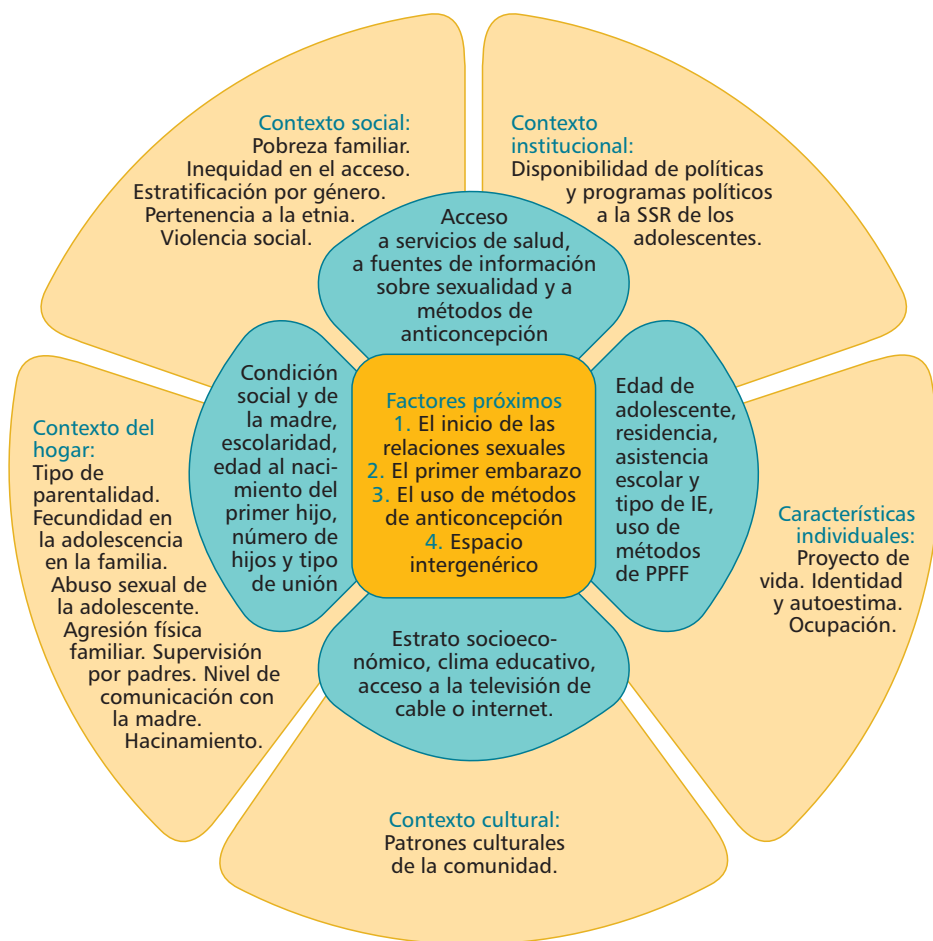 Contexto social:
Pobreza familiar.
Inequidad en el acceso.
Estratificación por género.
Pertenencia a la etnia.
Violencia social.
Contexto
institucional:
Disponibilidad de políticas
y programas políticos
a la SSR de los
adolescentes.
Acceso
a servicios de salud,
a fuentes de información
sobre sexualidad y a
métodos de
anticoncepción
Condición
social y de
la madre,
escolaridad,
edad al naci-
miento del
primer hijo,
número de
hijos y tipo
de unión
Factores próximos
1. El inicio de las
relaciones sexuales
2. El primer embarazo
3. El uso de métodos
de anticoncepción
4. Espacio
intergenérico
Edad de
adolescente,
residencia,
asistencia
escolar y
tipo de IE,
uso de
métodos
de PPFF
Contexto del
hogar:
Tipo de
parentalidad.
Fecundidad en
la adolescencia
en la familia.
Abuso sexual de
la adolescente.
Agresión física
familiar. Supervisión
por padres. Nivel de
comunicación con
la madre.
Hacinamiento.
Características
individuales:
Proyecto de
vida. Identidad
y autoestima.
Ocupación.
Estrato socioeco-
nómico, clima educativo,
acceso a la televisión de
cable o internet.
Contexto cultural:
Patrones culturales
de la comunidad.